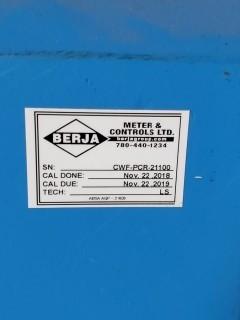 BERJA
METER &
CONTROLS LTD.
berjagroup.com
780-440-1234
SN: CWF-PCR-21100
CAL DONE: Nov. 22, 2018
CAL DUE: Nov. 22, 2019
TECH: LS